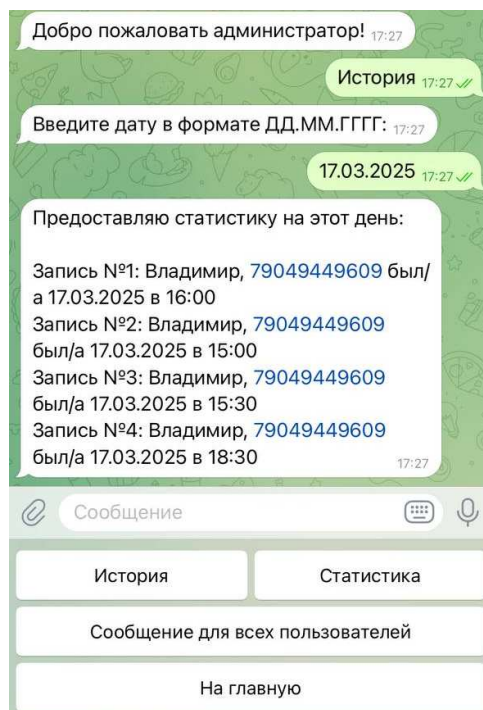 Добро пожаловать администратор! 17:27
История 17:27
Введите дату в формате ДД.ММ.ГГГГ: 17:27
17.03.2025 17:27
Предоставляю статистику на этот день:
Запись №1: Владимир, 79049449609 был/
а 17.03.2025 в 16:00
Запись №2: Владимир, 79049449609
был/а 17.03.2025 в 15:00
Запись №3: Владимир, 79049449609
был/а 17.03.2025 в 15:30
Запись №4: Владимир, 79049449609
был/а 17.03.2025 в 18:30
17:27
Сообщение
История Статистика
Сообщение для всех пользователей
На главную